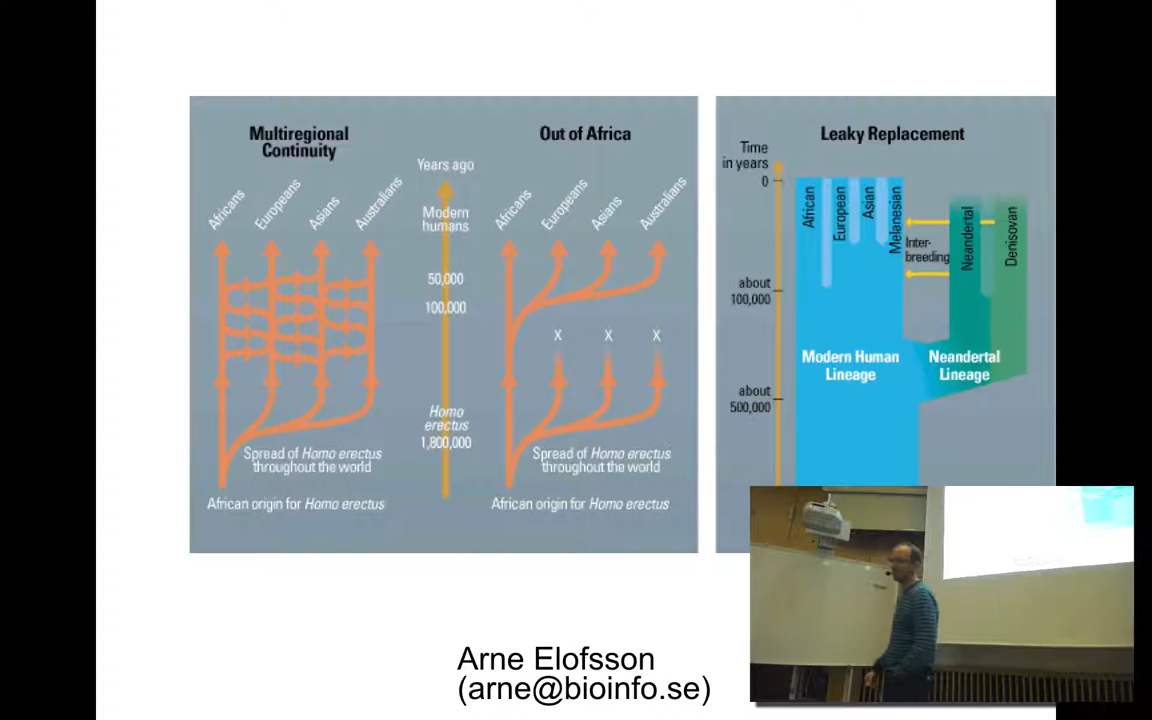 Multiregional
Continuity
Africans
Europeans
Asians
Australians
Years ago
Modern
humans
50,000
100,000
Homo
erectus
1,800,000
Spread of Homo erectus
throughout the world
African origin for Homo erectus
Out of Africa
Africans
Europeans
Asians
Australians
X
X
X
Spread of Homo erectus
throughout the world
African origin for Homo erectus
Leaky Replacement
Time
in years
0
about
100,000
about
500,000
African
European
Asian
Melanesian
Inter-
breeding
Neandertal
Denisovan
Modern Human
Lineage
Neandertal
Lineage
Arne Elofsson
(arne@bioinfo.se)